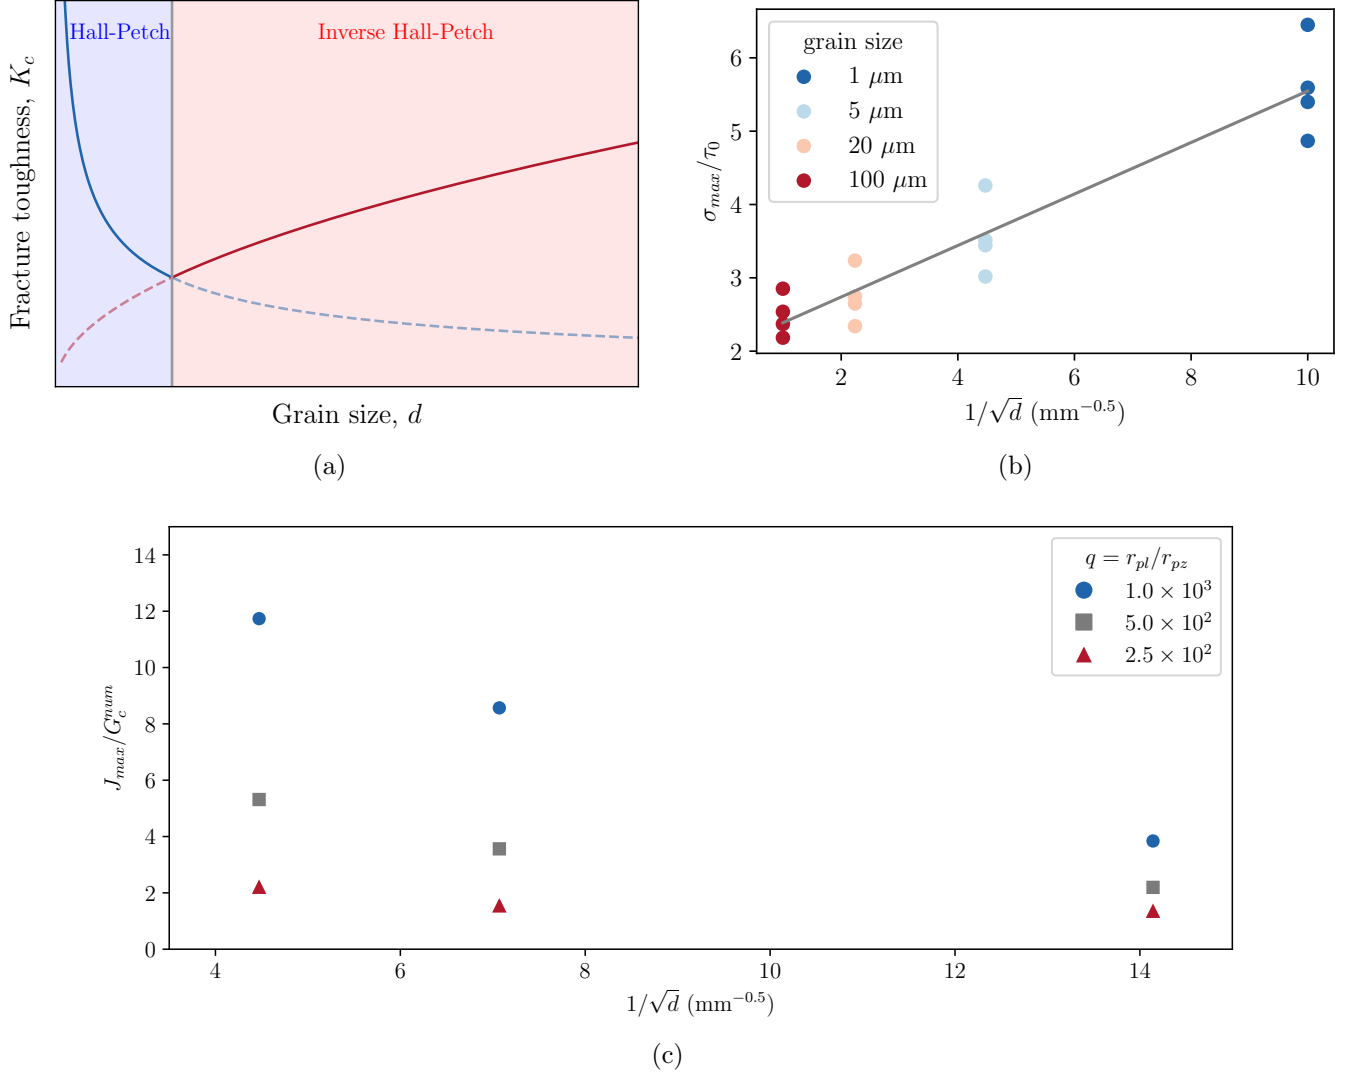 Hall-Petch
Inverse Hall-Petch
Fracture toughness, K_c
Grain size, d
(a)
grain size
1 μm
5 μm
20 μm
100 μm
6
5
4
3
2
σ_max/τ_0
2
4
6
8
10
1/√d (mm^−0.5)
(b)
q = r_pl/r_pz
1.0 × 10^3
5.0 × 10^2
2.5 × 10^2
14
12
10
8
6
4
2
0
J_max/G_c^num
4
6
8
10
12
14
1/√d (mm^−0.5)
(c)